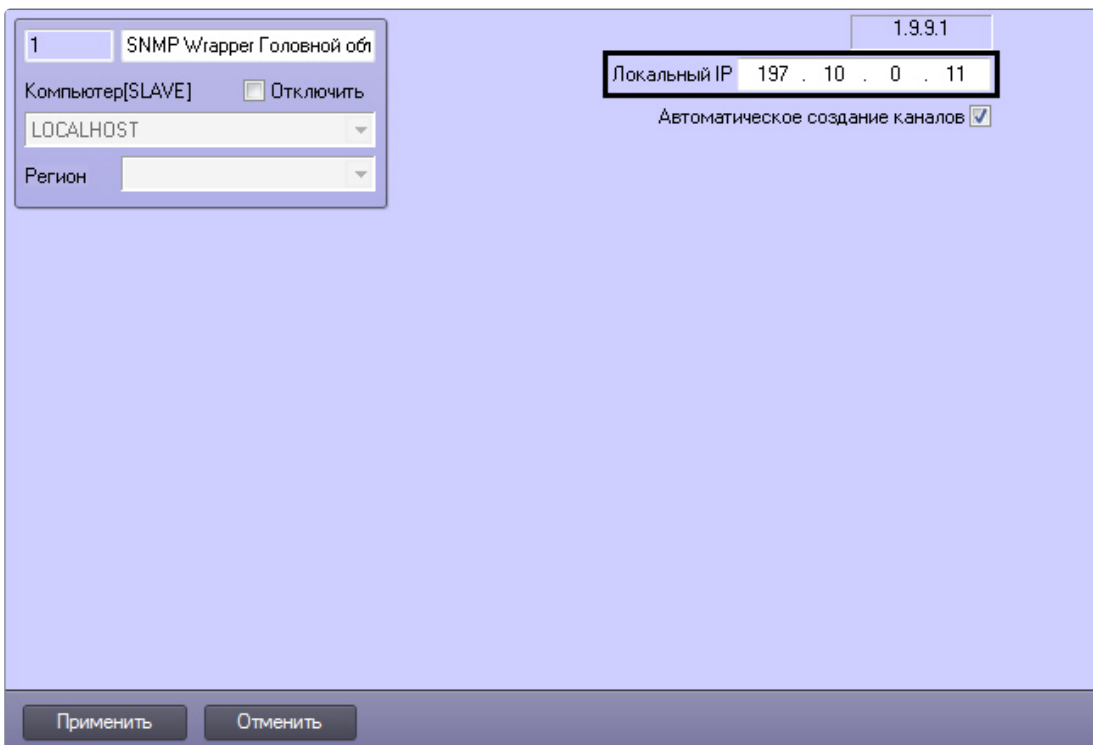 1 SNMP Wrapper Головной об
Компьютер[SLAVE] Отключить
LOCALHOST
Регион
1.9.9.1
Локальный IP 197 . 10 . 0 . 11
Автоматическое создание каналов
Применить Отменить